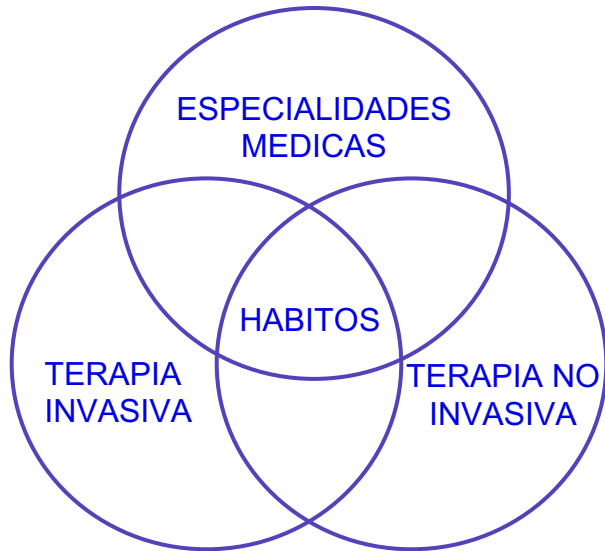 ESPECIALIDADES
MEDICAS
HABITOS
TERAPIA
INVASIVA
TERAPIA NO
INVASIVA